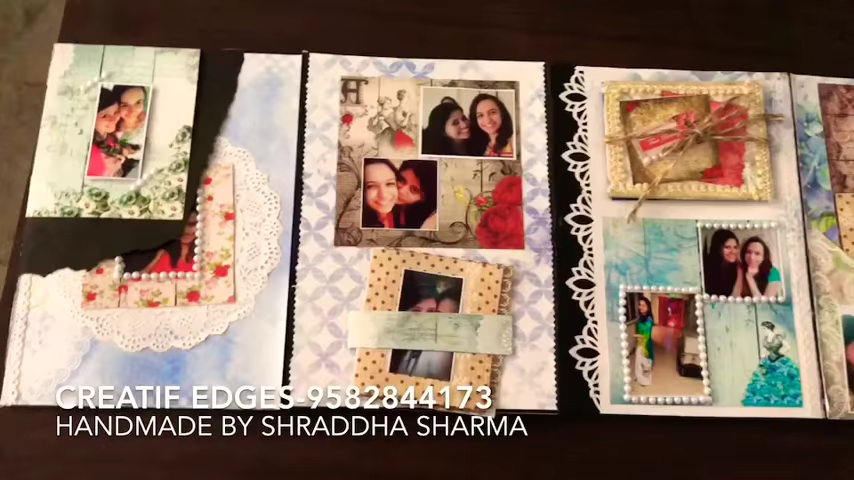 H
CREATIF EDGES-9582844173
HANDMADE BY SHRADDHA SHARMA